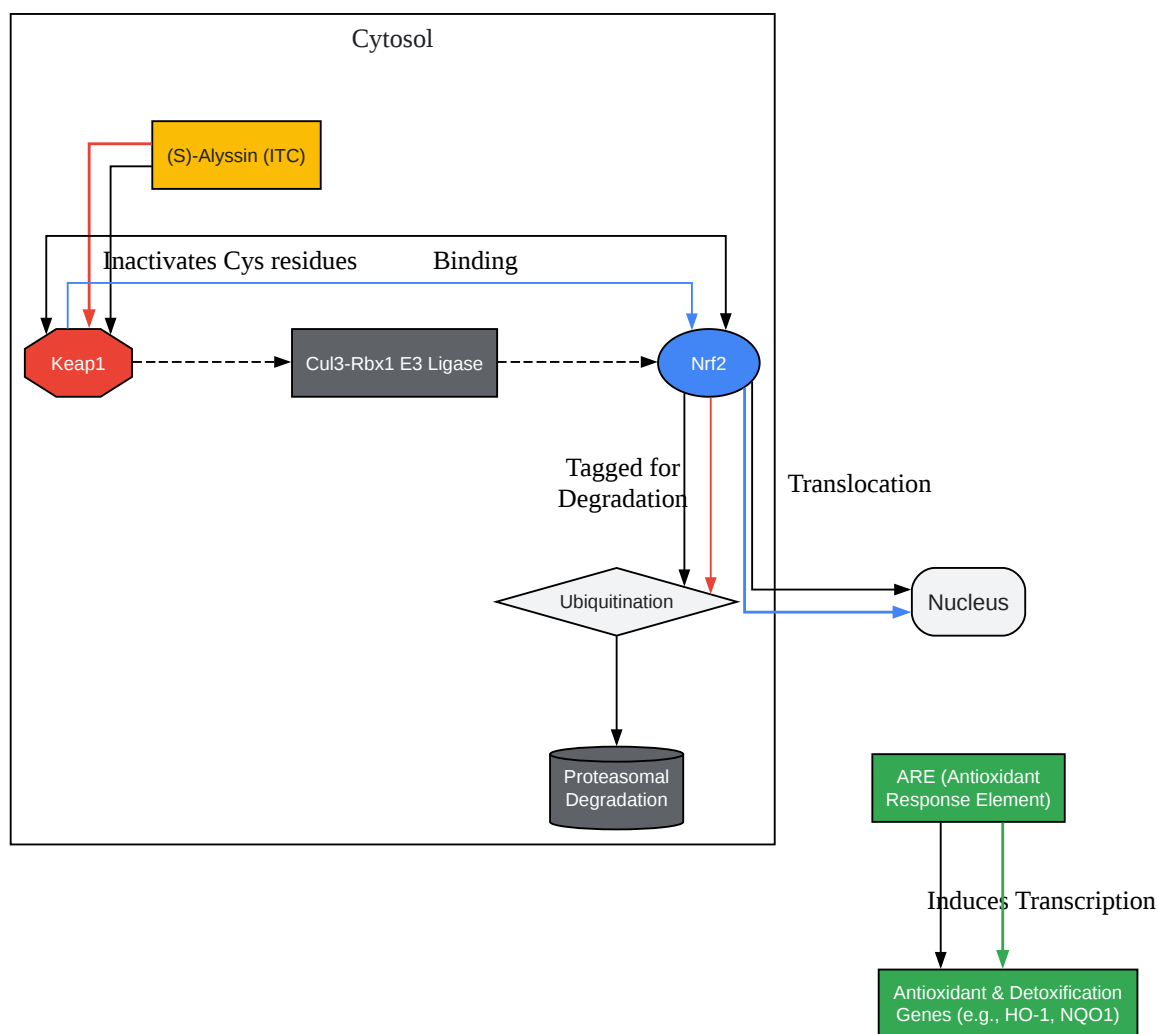 Cytosol
(S)-Alyssin (ITC)
Inactivates Cys residues
Binding
Keap1
Cul3-Rbx1 E3 Ligase
Nrf2
Tagged for
Degradation
Translocation
Ubiquitination
Nucleus
Proteasomal
Degradation
ARE (Antioxidant
Response Element)
Induces Transcription
Antioxidant & Detoxification
Genes (e.g., HO-1, NQO1)